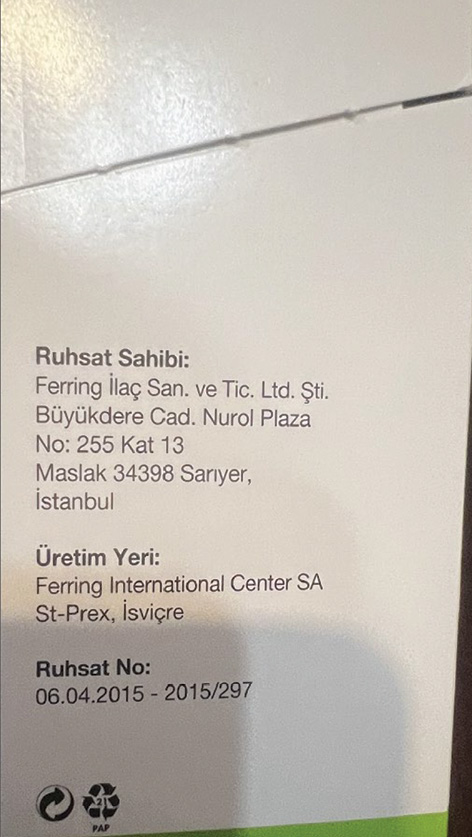 Ruhsat Sahibi:
Ferring İlaç San. ve Tic. Ltd. Şti.
Büyükdere Cad. Nurol Plaza
No: 255 Kat 13
Maslak 34398 Sarıyer,
İstanbul
Üretim Yeri:
Ferring International Center SA
St-Prex, İsviçre
Ruhsat No:
06.04.2015 - 2015/297
21
PAP